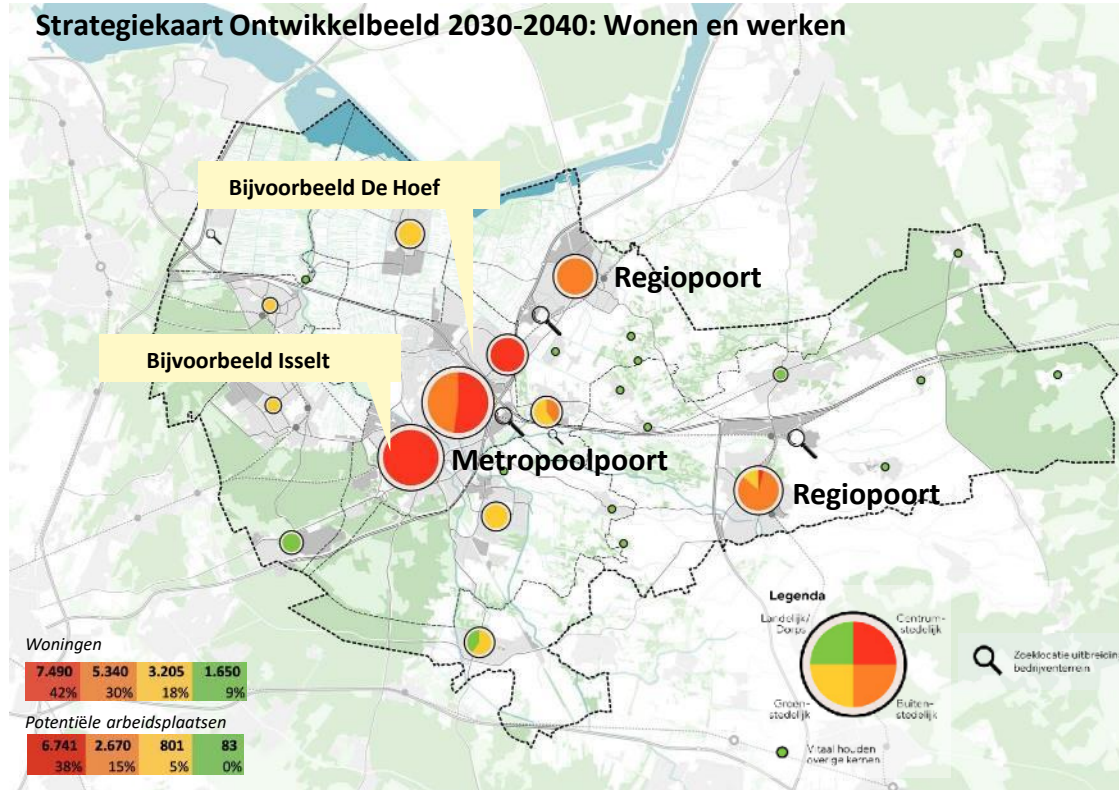 Strategiekaart Ontwikkelbeeld 2030-2040: Wonen en werken
Bijvoorbeeld De Hoef
Regiopoort
Bijvoorbeeld Isselt
Metropoolpoort
Regiopoort
Legenda
Landelijk/
Dorps
Centrum-
stedelijk
Groen-
stedelijk
Buiten-
stedelijk
Zoeklocatie uitbreidin
bedrijventerrein
Vitaal houden
overige kernen
Woningen
7.490 5.340 3.205 1.650
42% 30% 18% 9%
Potentiële arbeidsplaatsen
6.741 2.670 801 83
38% 15% 5% 0%